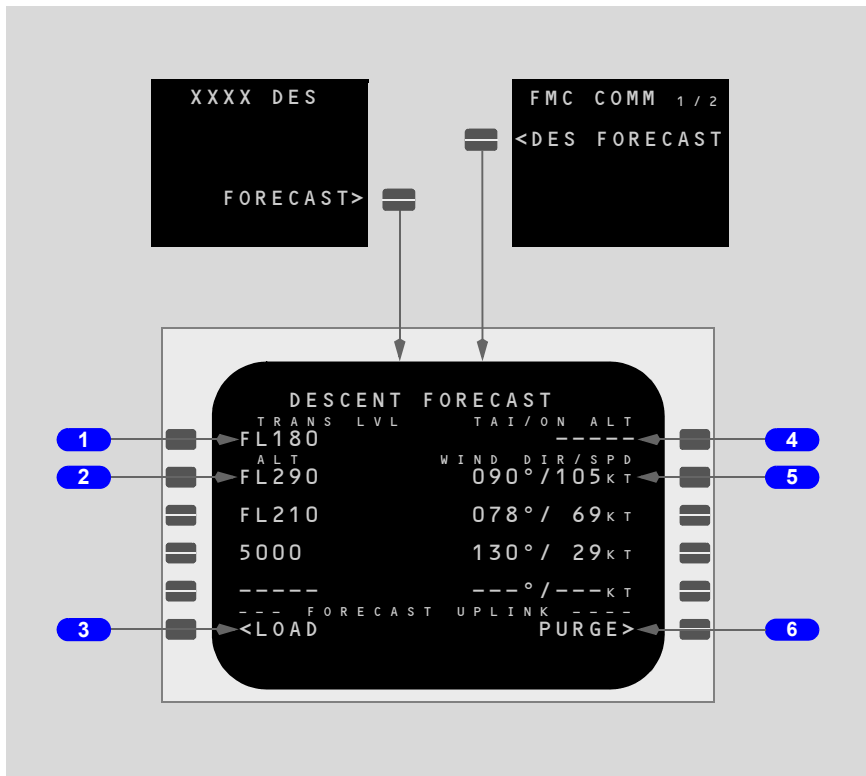 XXXX DES
FORECAST>
FMC COMM 1/2
<DES FORECAST
DESCENT FORECAST
TRANS LVL TAI/ON ALT
1 FL180 ----- 4
ALT WIND DIR/SPD
2 FL290 090°/105KT 5
FL210 078°/ 69KT
5000 130°/ 29KT
----- ---°/---KT
--- FORECAST UPLINK ----
3 <LOAD PURGE> 6